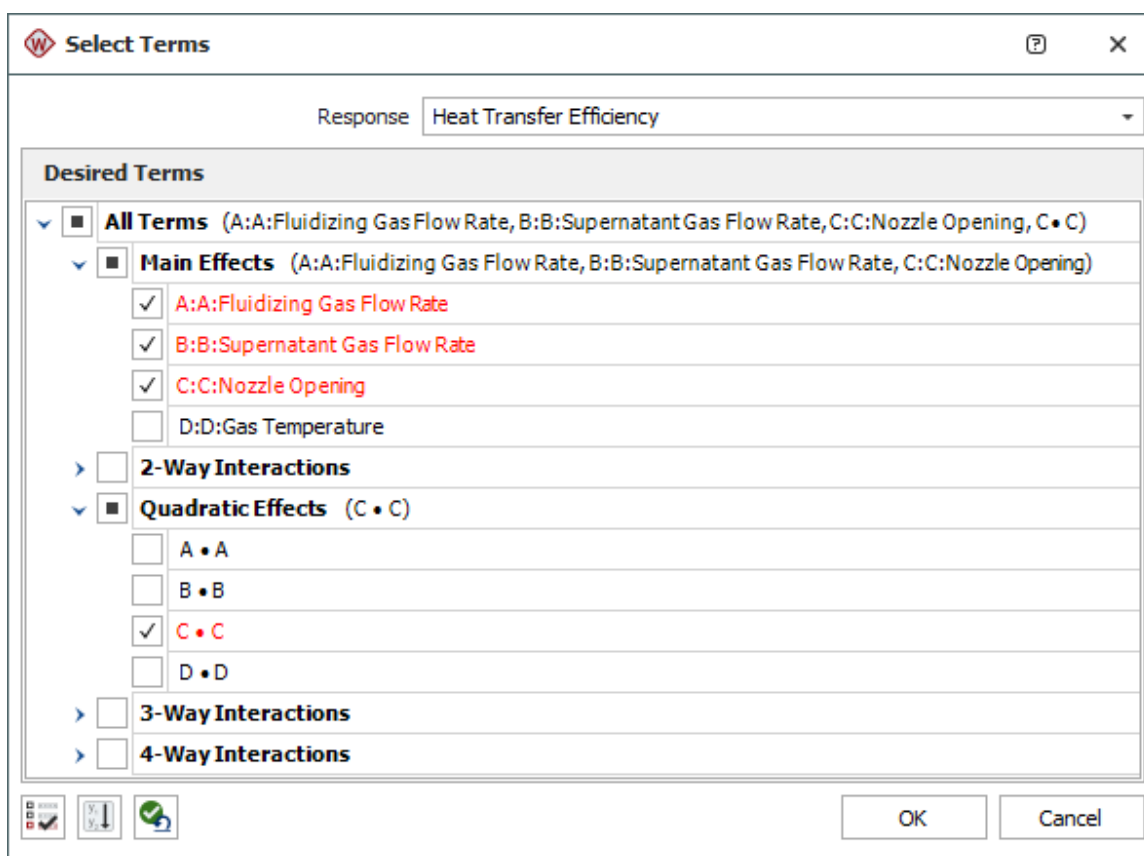 W Select Terms ?
Response Heat Transfer Efficiency
Desired Terms
All Terms (A:A:Fluidizing Gas Flow Rate, B:B:Supernatant Gas Flow Rate, C:C:Nozzle Opening, C • C)
Main Effects (A:A:Fluidizing Gas Flow Rate, B:B:Supernatant Gas Flow Rate, C:C:Nozzle Opening)
A:A:Fluidizing Gas Flow Rate
B:B:Supernatant Gas Flow Rate
C:C:Nozzle Opening
D:D:Gas Temperature
2-Way Interactions
Quadratic Effects (C • C)
A • A
B • B
C • C
D • D
3-Way Interactions
4-Way Interactions
OK Cancel